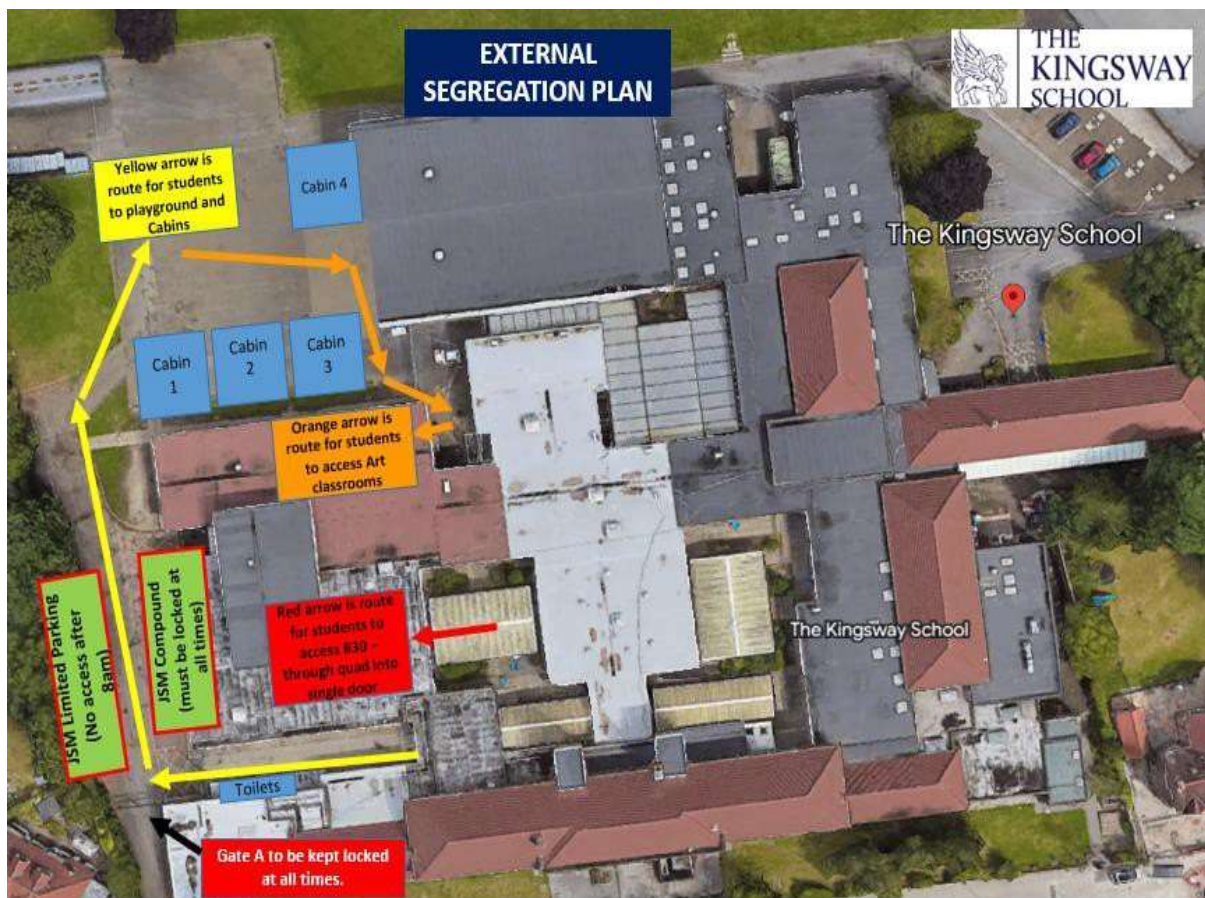 EXTERNAL
SEGREGATION PLAN
THE
KINGSWAY
SCHOOL
Yellow arrow is
route for students
to playground and
Cabins
Cabin 4
The Kingsway School
Cabin
1
Cabin
2
Cabin
3
Orange arrow is
route for students
to access Art
classrooms
JSM Limited Parking
(No access after
8am)
JSM Compound
(must be locked at
all times)
Red arrow is route
for students to
access R30 –
through quad into
single door
The Kingsway School
Toilets
Gate A to be kept locked
at all times.